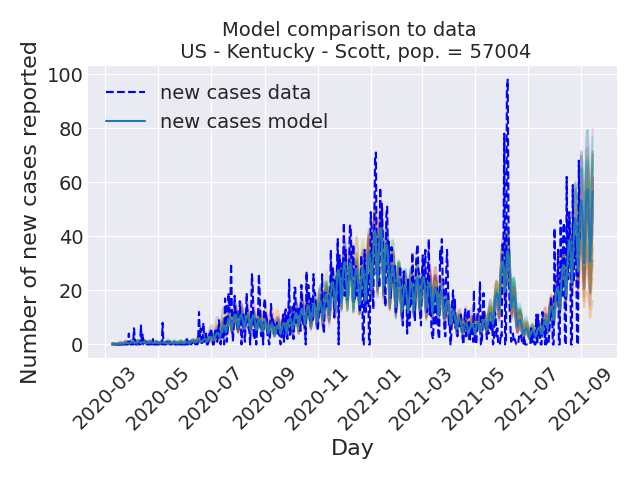 Model comparison to data
US - Kentucky - Scott, pop. = 57004
Number of new cases reported
100
80
60
40
20
0
new cases data
new cases model
2020-03
2020-05
2020-07
2020-09
2020-11
2021-01
2021-03
2021-05
2021-07
2021-09
Day